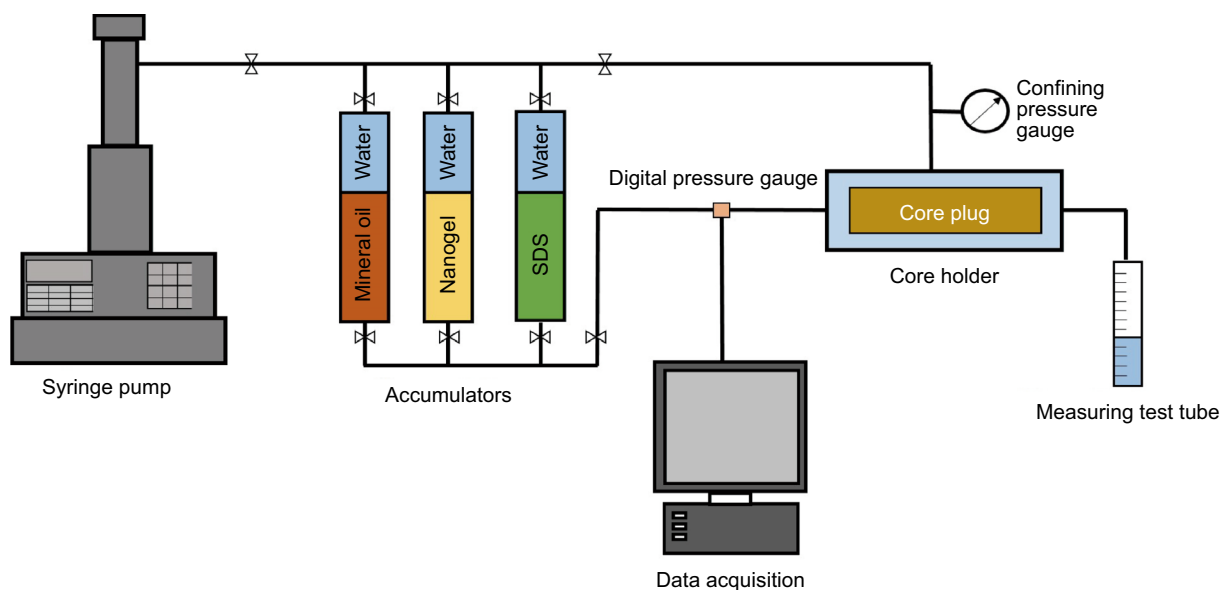 Confining
pressure
gauge
Water
Water
Water
Mineral oil
Nanogel
SDS
Digital pressure gauge
Core plug
Core holder
Syringe pump
Accumulators
Measuring test tube
Data acquisition